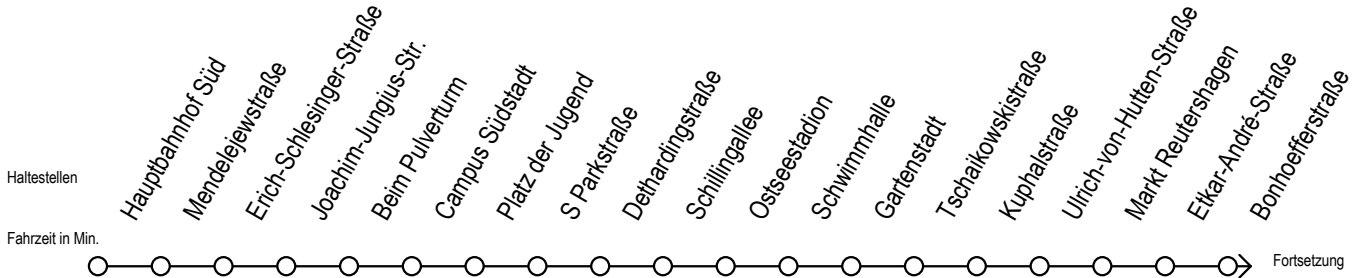 Haltestellen
Hauptbahnhof Süd
Mendelejewstraße
Erich-Schlesinger-Straße
Joachim-Jungius-Str.
Beim Pulverturm
Campus Südstadt
Platz der Jugend
S Parkstraße
Dethardingstraße
Schillingallee
Ostseestadion
Schwimmhalle
Gartenstadt
Tschaikowskistraße
Kuphalstraße
Ulrich-von-Hutten-Straße
Markt Reutershagen
Etkar-André-Straße
Bonhoefferstraße
Fahrzeit in Min.
Fortsetzung